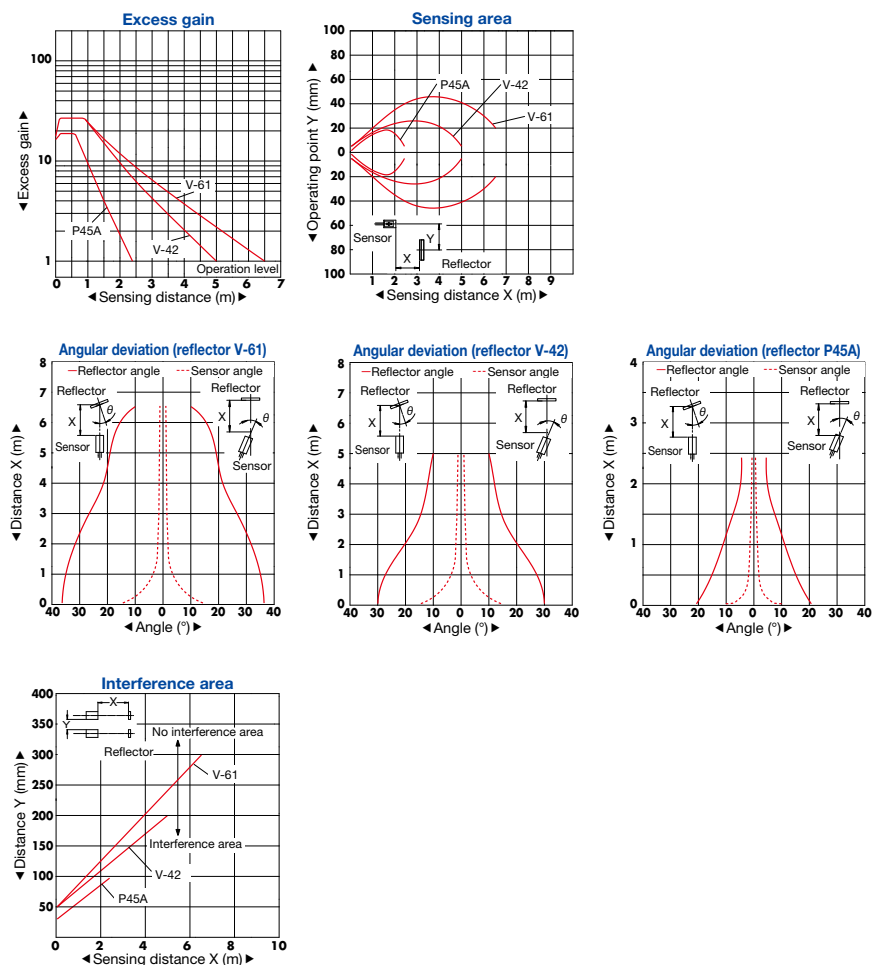 Excess gain
100
10
1
◄ Excess gain ►
V-61
P45A
V-42
Operation level
0 1 2 3 4 5 6 7
◄ Sensing distance (m) ►
Sensing area
100
80
60
40
20
0
20
40
60
80
100
◄ Operating point Y (mm) ►
P45A
V-42
V-61
Sensor
Y
X
Reflector
1 2 3 4 5 6 7 8 9
◄ Sensing distance X (m) ►
Angular deviation (reflector V-61)
8
7
6
5
4
3
2
1
0
◄ Distance X (m) ►
Reflector angle Sensor angle
Reflector
X
θ
Sensor
Reflector
X
θ
Sensor
40 30 20 10 0 10 20 30 40
◄ Angle (°) ►
Angular deviation (reflector V-42)
8
7
6
5
4
3
2
1
0
◄ Distance X (m) ►
Reflector angle Sensor angle
Reflector
X
θ
Sensor
Reflector
X
θ
Sensor
40 30 20 10 0 10 20 30 40
◄ Angle (°) ►
Angular deviation (reflector P45A)
4
3
2
1
0
◄ Distance X (m) ►
Reflector angle Sensor angle
Reflector
X
θ
Sensor
Reflector
X
θ
Sensor
40 30 20 10 0 10 20 30 40
◄ Angle (°) ►
Interference area
400
350
300
250
200
150
100
50
◄ Distance Y (mm) ►
X
Y
No interference area
Reflector
V-61
Interference area
V-42
P45A
0 2 4 6 8 10
◄ Sensing distance X (m) ►